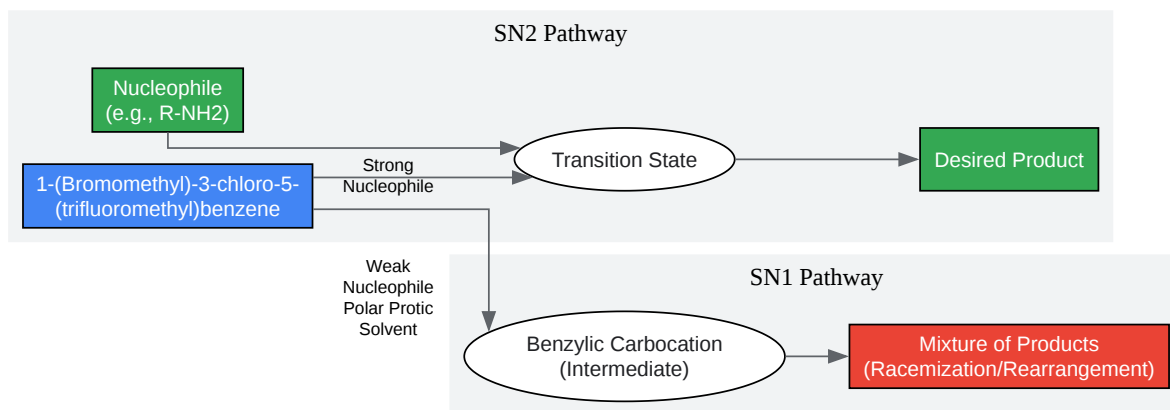 SN2 Pathway
Nucleophile
(e.g., R-NH2)
Strong
Nucleophile
Transition State
Desired Product
1-(Bromomethyl)-3-chloro-5-
(trifluoromethyl)benzene
Weak
Nucleophile
Polar Protic
Solvent
SN1 Pathway
Benzylic Carbocation
(Intermediate)
Mixture of Products
(Racemization/Rearrangement)